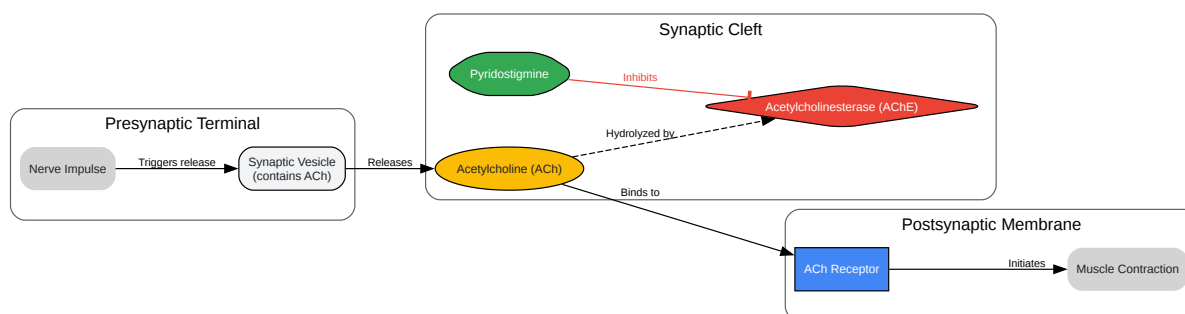 Synaptic Cleft
Pyridostigmine
Inhibits
Acetylcholinesterase (AChE)
Presynaptic Terminal
Hydrolyzed by
Nerve Impulse
Triggers release
Synaptic Vesicle
(contains ACh)
Releases
Acetylcholine (ACh)
Binds to
Postsynaptic Membrane
ACh Receptor
Initiates
Muscle Contraction